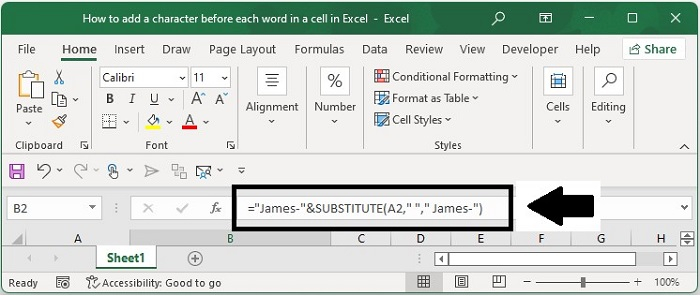 How to add a character before each word in a cell in Excel - Excel
File Home Insert Draw Page Layout Formulas Data Review View Developer Help Share
Paste
Calibri 11
B I U A A
A
Alignment
%
Number
Conditional Formatting
Format as Table
Cell Styles
Cells
Editing
Clipboard Font Styles
B2 fx ="James-"&SUBSTITUTE(A2," "," James-")
A B C D E F G H
Sheet1
Ready Accessibility: Good to go 100%